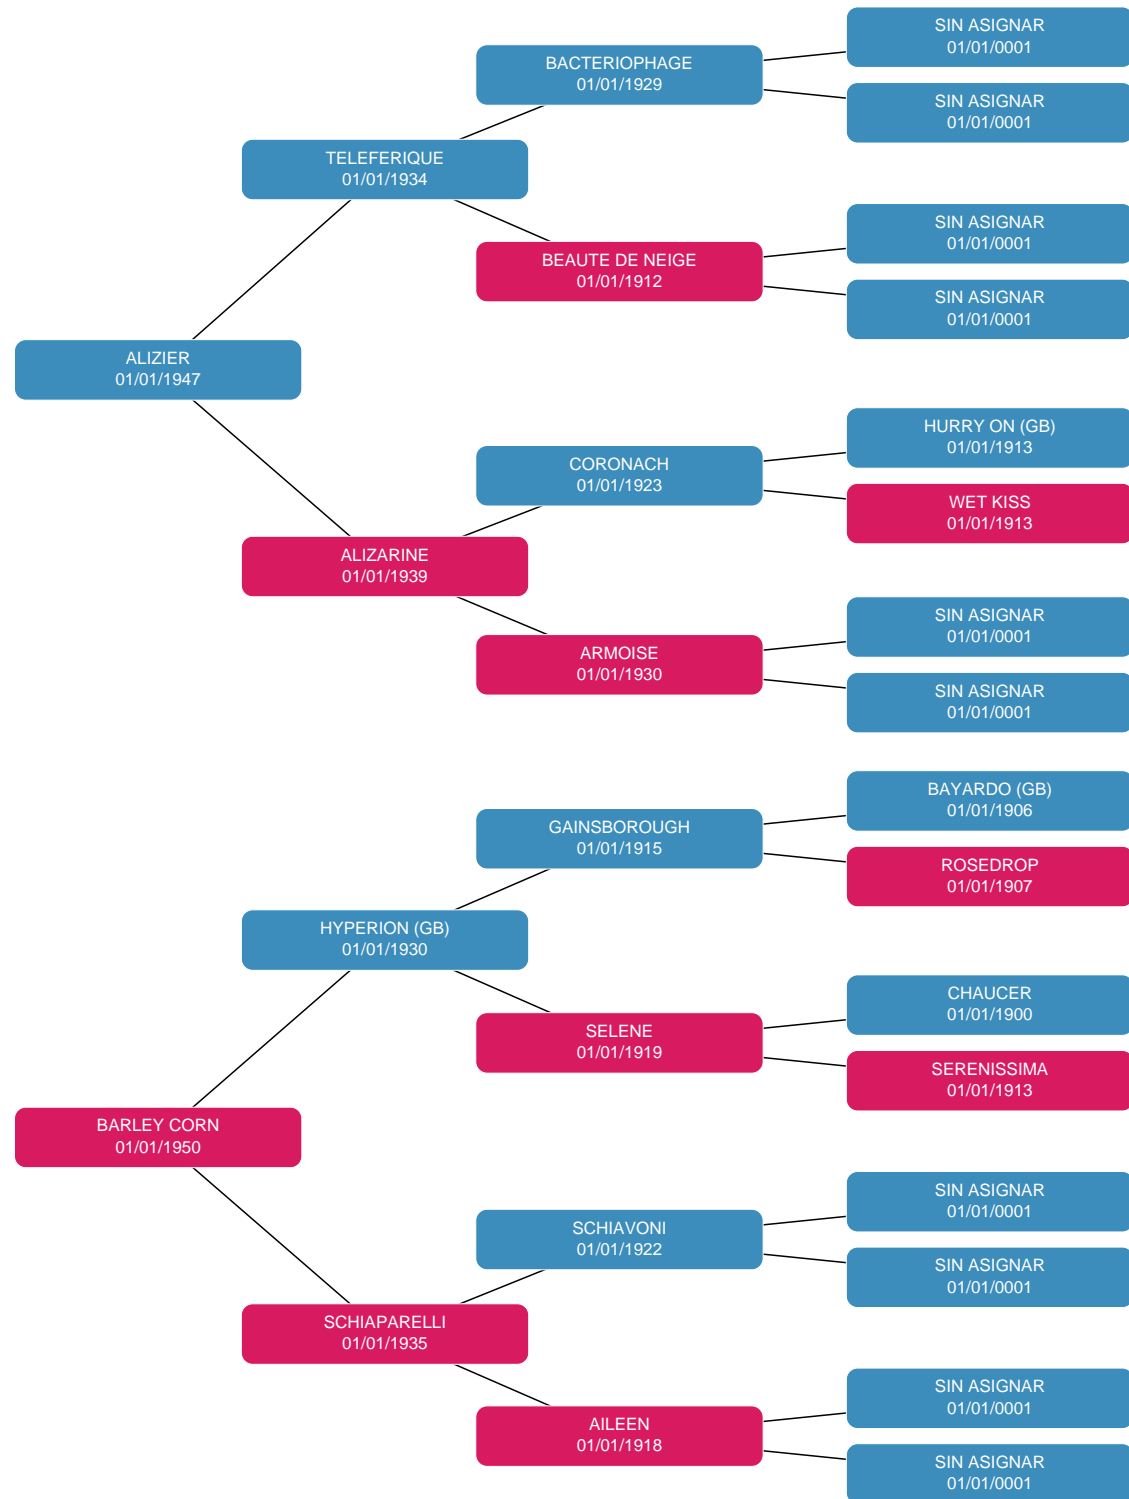 SIN ASIGNAR
01/01/0001
BACTERIOPHAGE
01/01/1929
SIN ASIGNAR
01/01/0001
TELEFERIQUE
01/01/1934
SIN ASIGNAR
01/01/0001
BEAUTE DE NEIGE
01/01/1912
SIN ASIGNAR
01/01/0001
ALIZIER
01/01/1947
HURRY ON (GB)
01/01/1913
CORONACH
01/01/1923
WET KISS
01/01/1913
ALIZARINE
01/01/1939
SIN ASIGNAR
01/01/0001
ARMOISE
01/01/1930
SIN ASIGNAR
01/01/0001
BAYARDO (GB)
01/01/1906
GAINSBOROUGH
01/01/1915
ROSEDROP
01/01/1907
HYPERION (GB)
01/01/1930
CHAUCER
01/01/1900
SELENE
01/01/1919
SERENISSIMA
01/01/1913
BARLEY CORN
01/01/1950
SIN ASIGNAR
01/01/0001
SCHIAVONI
01/01/1922
SIN ASIGNAR
01/01/0001
SCHIAPARELLI
01/01/1935
SIN ASIGNAR
01/01/0001
AILEEN
01/01/1918
SIN ASIGNAR
01/01/0001